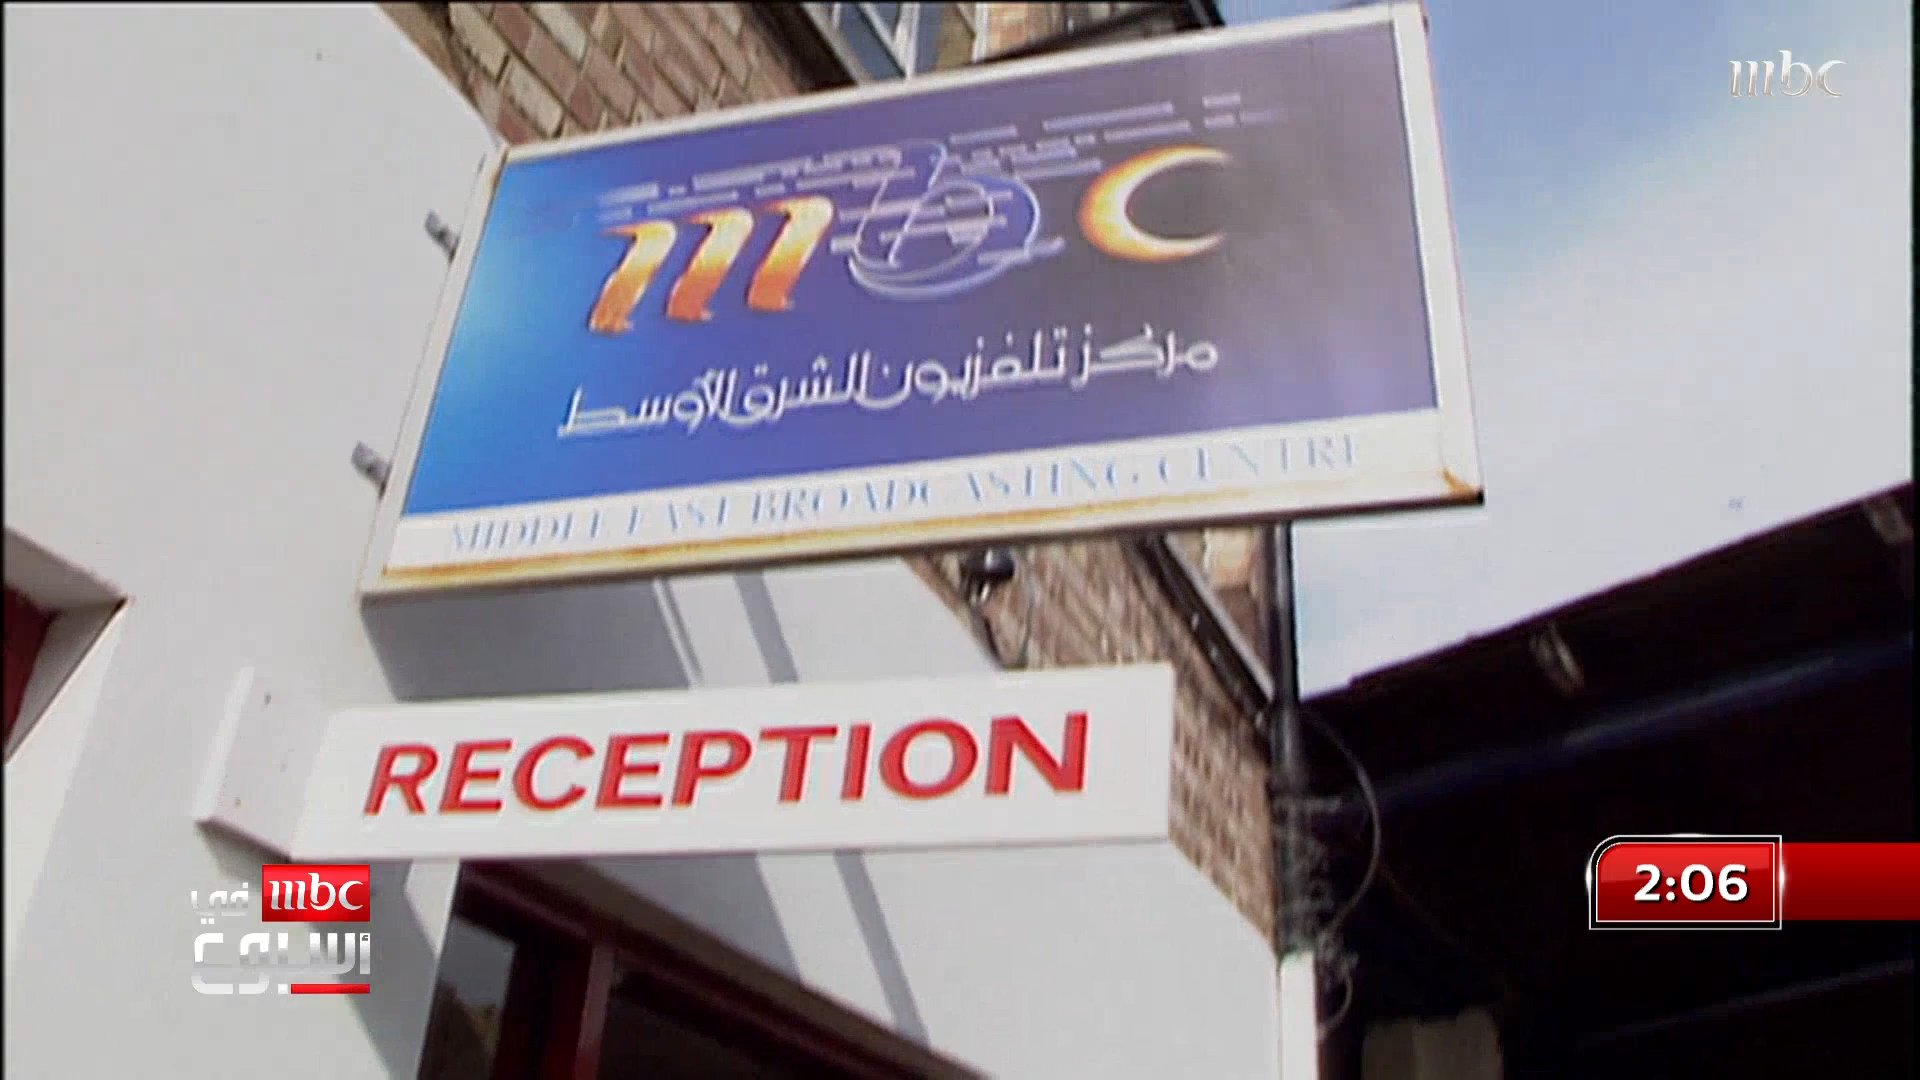 mbc
mbc
مركز تلفزيون الشرق الأوسط
MIDDLE EAST BROADCASTING CENTRE
RECEPTION
mbc في
أسبوع
2:06